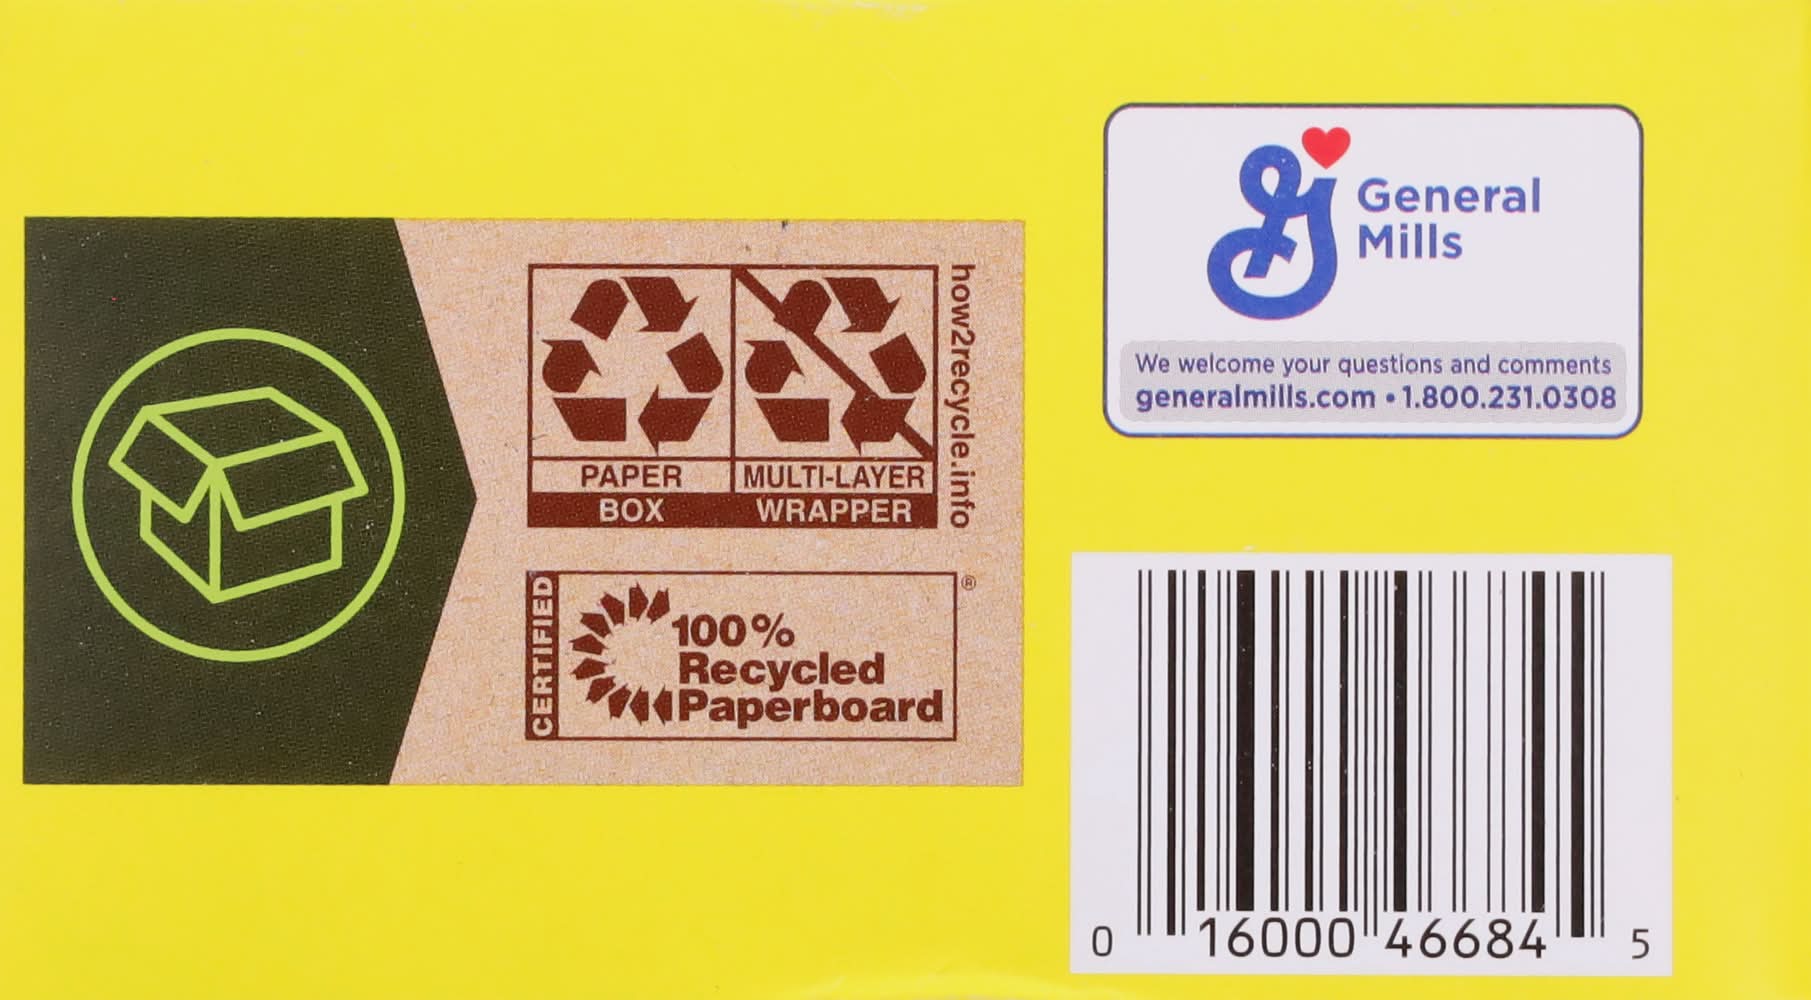 PAPER
BOX
MULTI-LAYER
WRAPPER
how2recycle.info
CERTIFIED
100%
Recycled
Paperboard
®
General
Mills
We welcome your questions and comments
generalmills.com • 1.800.231.0308
0 16000 46684 5